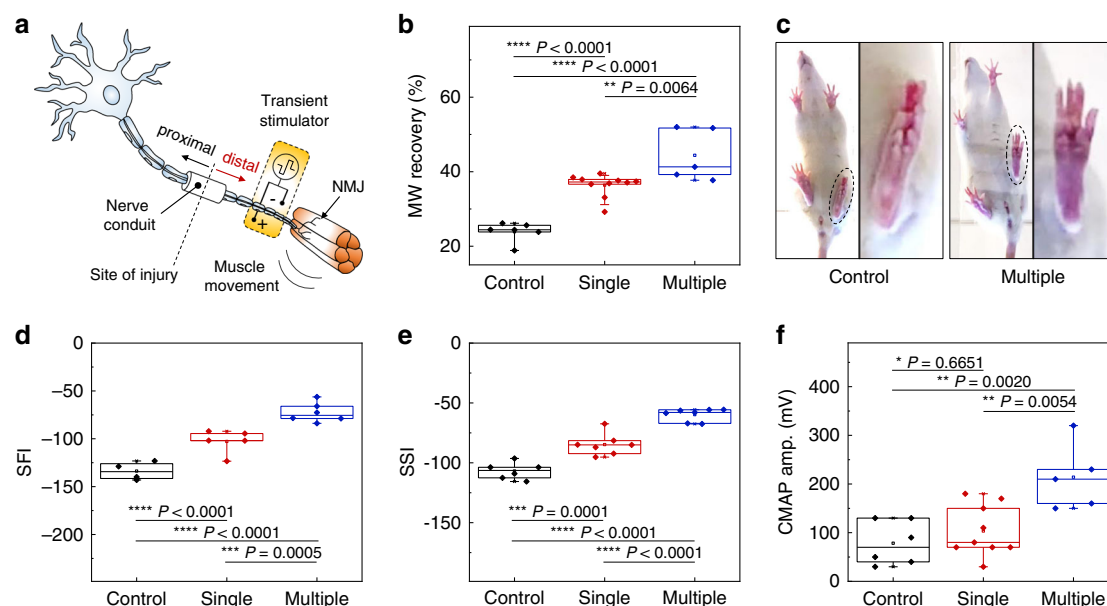 a
Transient
stimulator
proximal
distal
NMJ
-
+
Nerve
conduit
Site of injury
Muscle
movement
b
MW recovery (%)
60
40
20
**** P < 0.0001
**** P < 0.0001
** P = 0.0064
Control Single Multiple
c
Control Multiple
d
SFI
0
−50
−100
−150
−200
**** P < 0.0001
**** P < 0.0001
*** P = 0.0005
Control Single Multiple
e
SSI
0
-50
-100
-150
*** P = 0.0001
**** P < 0.0001
**** P < 0.0001
Control Single Multiple
f
CMAP amp. (mV)
400
300
200
100
0
* P = 0.6651
** P = 0.0020
** P = 0.0054
Control Single Multiple